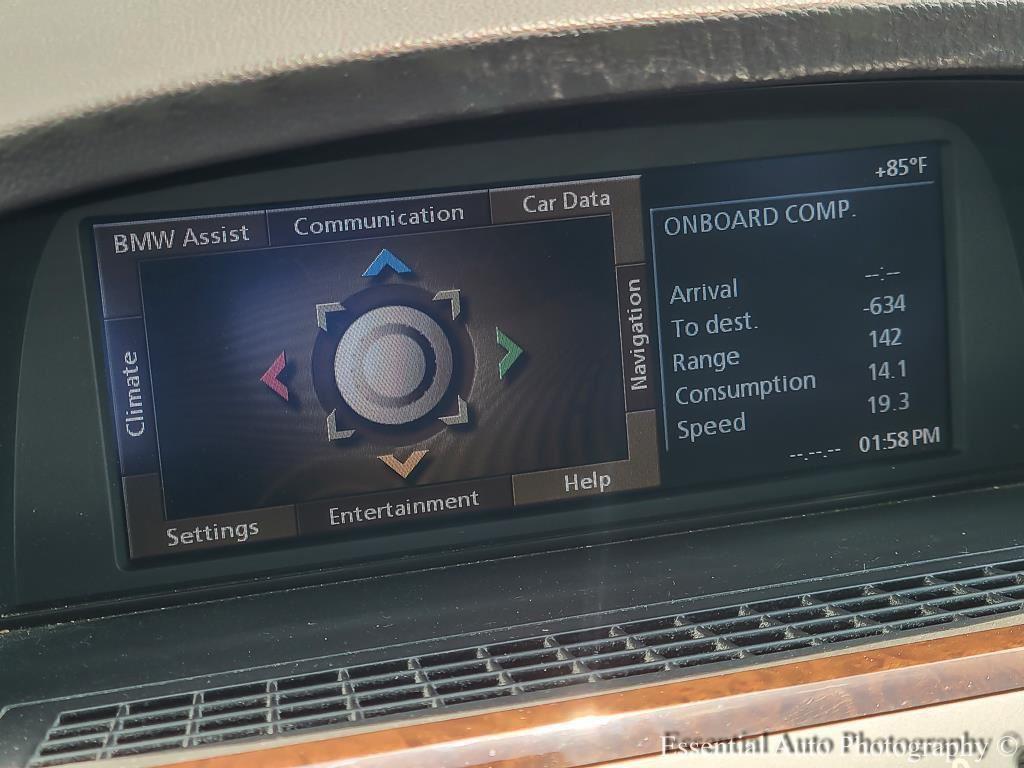 +85°F
BMW Assist
Communication
Car Data
Climate
Navigation
Settings
Entertainment
Help
ONBOARD COMP.
Arrival --:--
To dest. -634
Range 142
Consumption 14.1
Speed 19.3
--.--.-- 01:58 PM
Essential Auto Photography ©